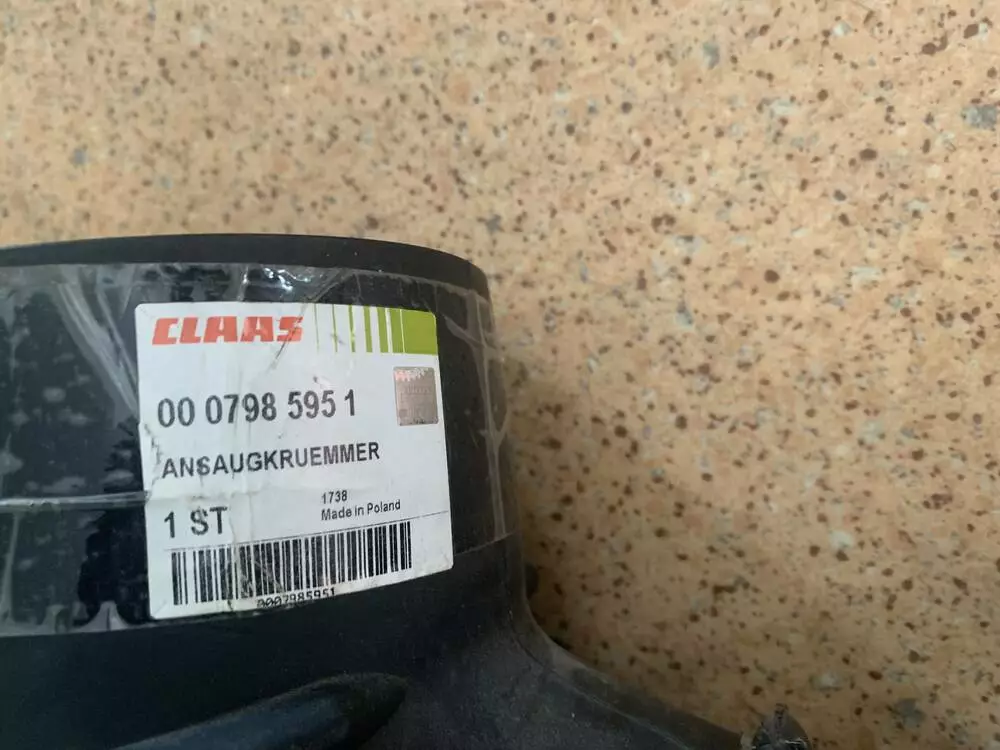 CLAAS
00 0798 595 1
ANSAUGKRUEMMER
1738
1 ST
Made in Poland
0007985951